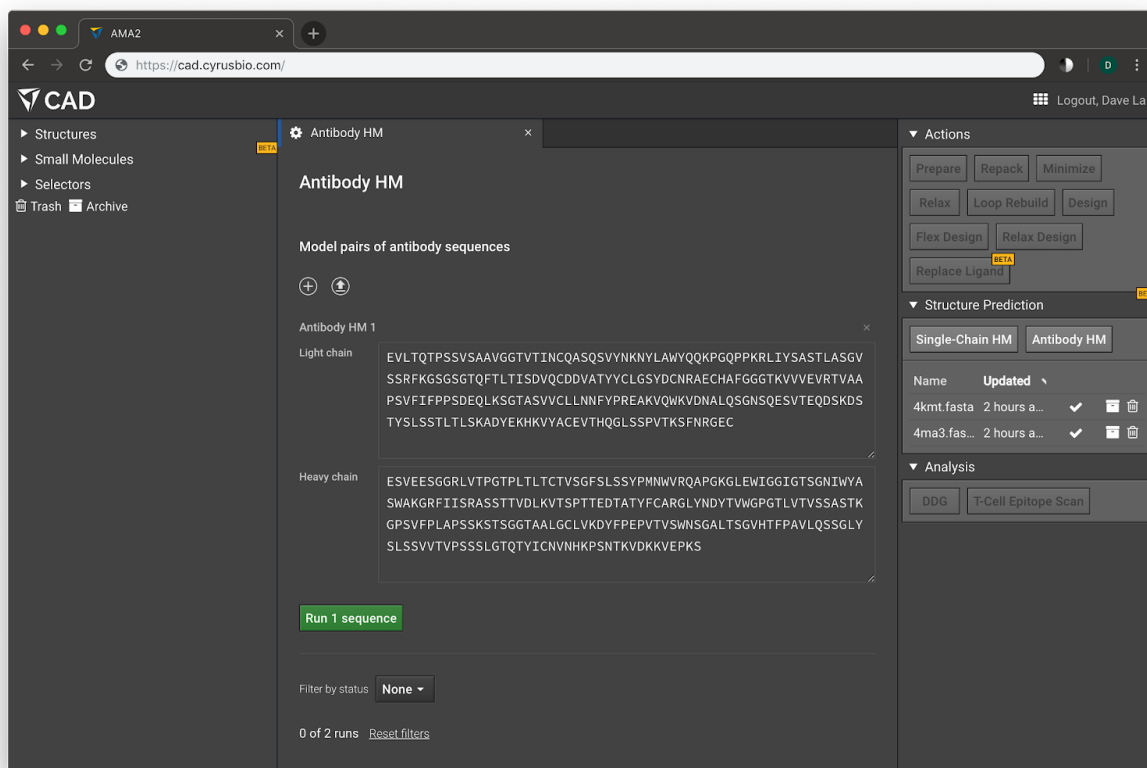 AMA2
https://cad.cyrusbio.com/
D
CAD
Logout, Dave La
Structures
BETA
Small Molecules
Selectors
Trash Archive
Antibody HM
Antibody HM
Model pairs of antibody sequences
Antibody HM 1
Light chain
EVLTQTPSSVSAAVGGTVTINCQASQSVYNKNYLAWYQQKPGQPPKRLIYSASTLASGV
SSRFKGSGSGTQFTLTISDVQCDDVATYYCLGSYDCNRAECHAFGGGTKVVVEVRTVAA
PSVFIFPPSDEQLKSGTASVVCLLNNFYPREAKVQWKVDNALQSGNSQESVTEQDSKDS
TYSLSSTLTLSKADYEKHKVYACEVTHQGLSSPVTKSFNRGEC
Heavy chain
ESVEESGGRLVTPGTPLTLTCTVSGFSLSSYPMNWVRQAPGKGLEWIGGIGTSGNIWYA
SWAKGRFIISRASSTTVDLKVTSPTTEDTATYFCARGLYNDYTVWGPGTLVTVSSASTK
GPSVFPLAPSSKSTSGGTAALGCLVKDYFPEPVTVSWNSGALTSGVHTFPAVLQSSGLY
SLSSVVTVPSSSLGTQTYICNVNHKPSNTKVDKKVEPKS
Run 1 sequence
Filter by status None
0 of 2 runs Reset filters
Actions
Prepare Repack Minimize
Relax Loop Rebuild Design
Flex Design Relax Design
BETA
Replace Ligand
BE
Structure Prediction
Single-Chain HM Antibody HM
Name Updated
4kmt.fasta 2 hours a...
4ma3.fas... 2 hours a...
Analysis
DDG T-Cell Epitope Scan